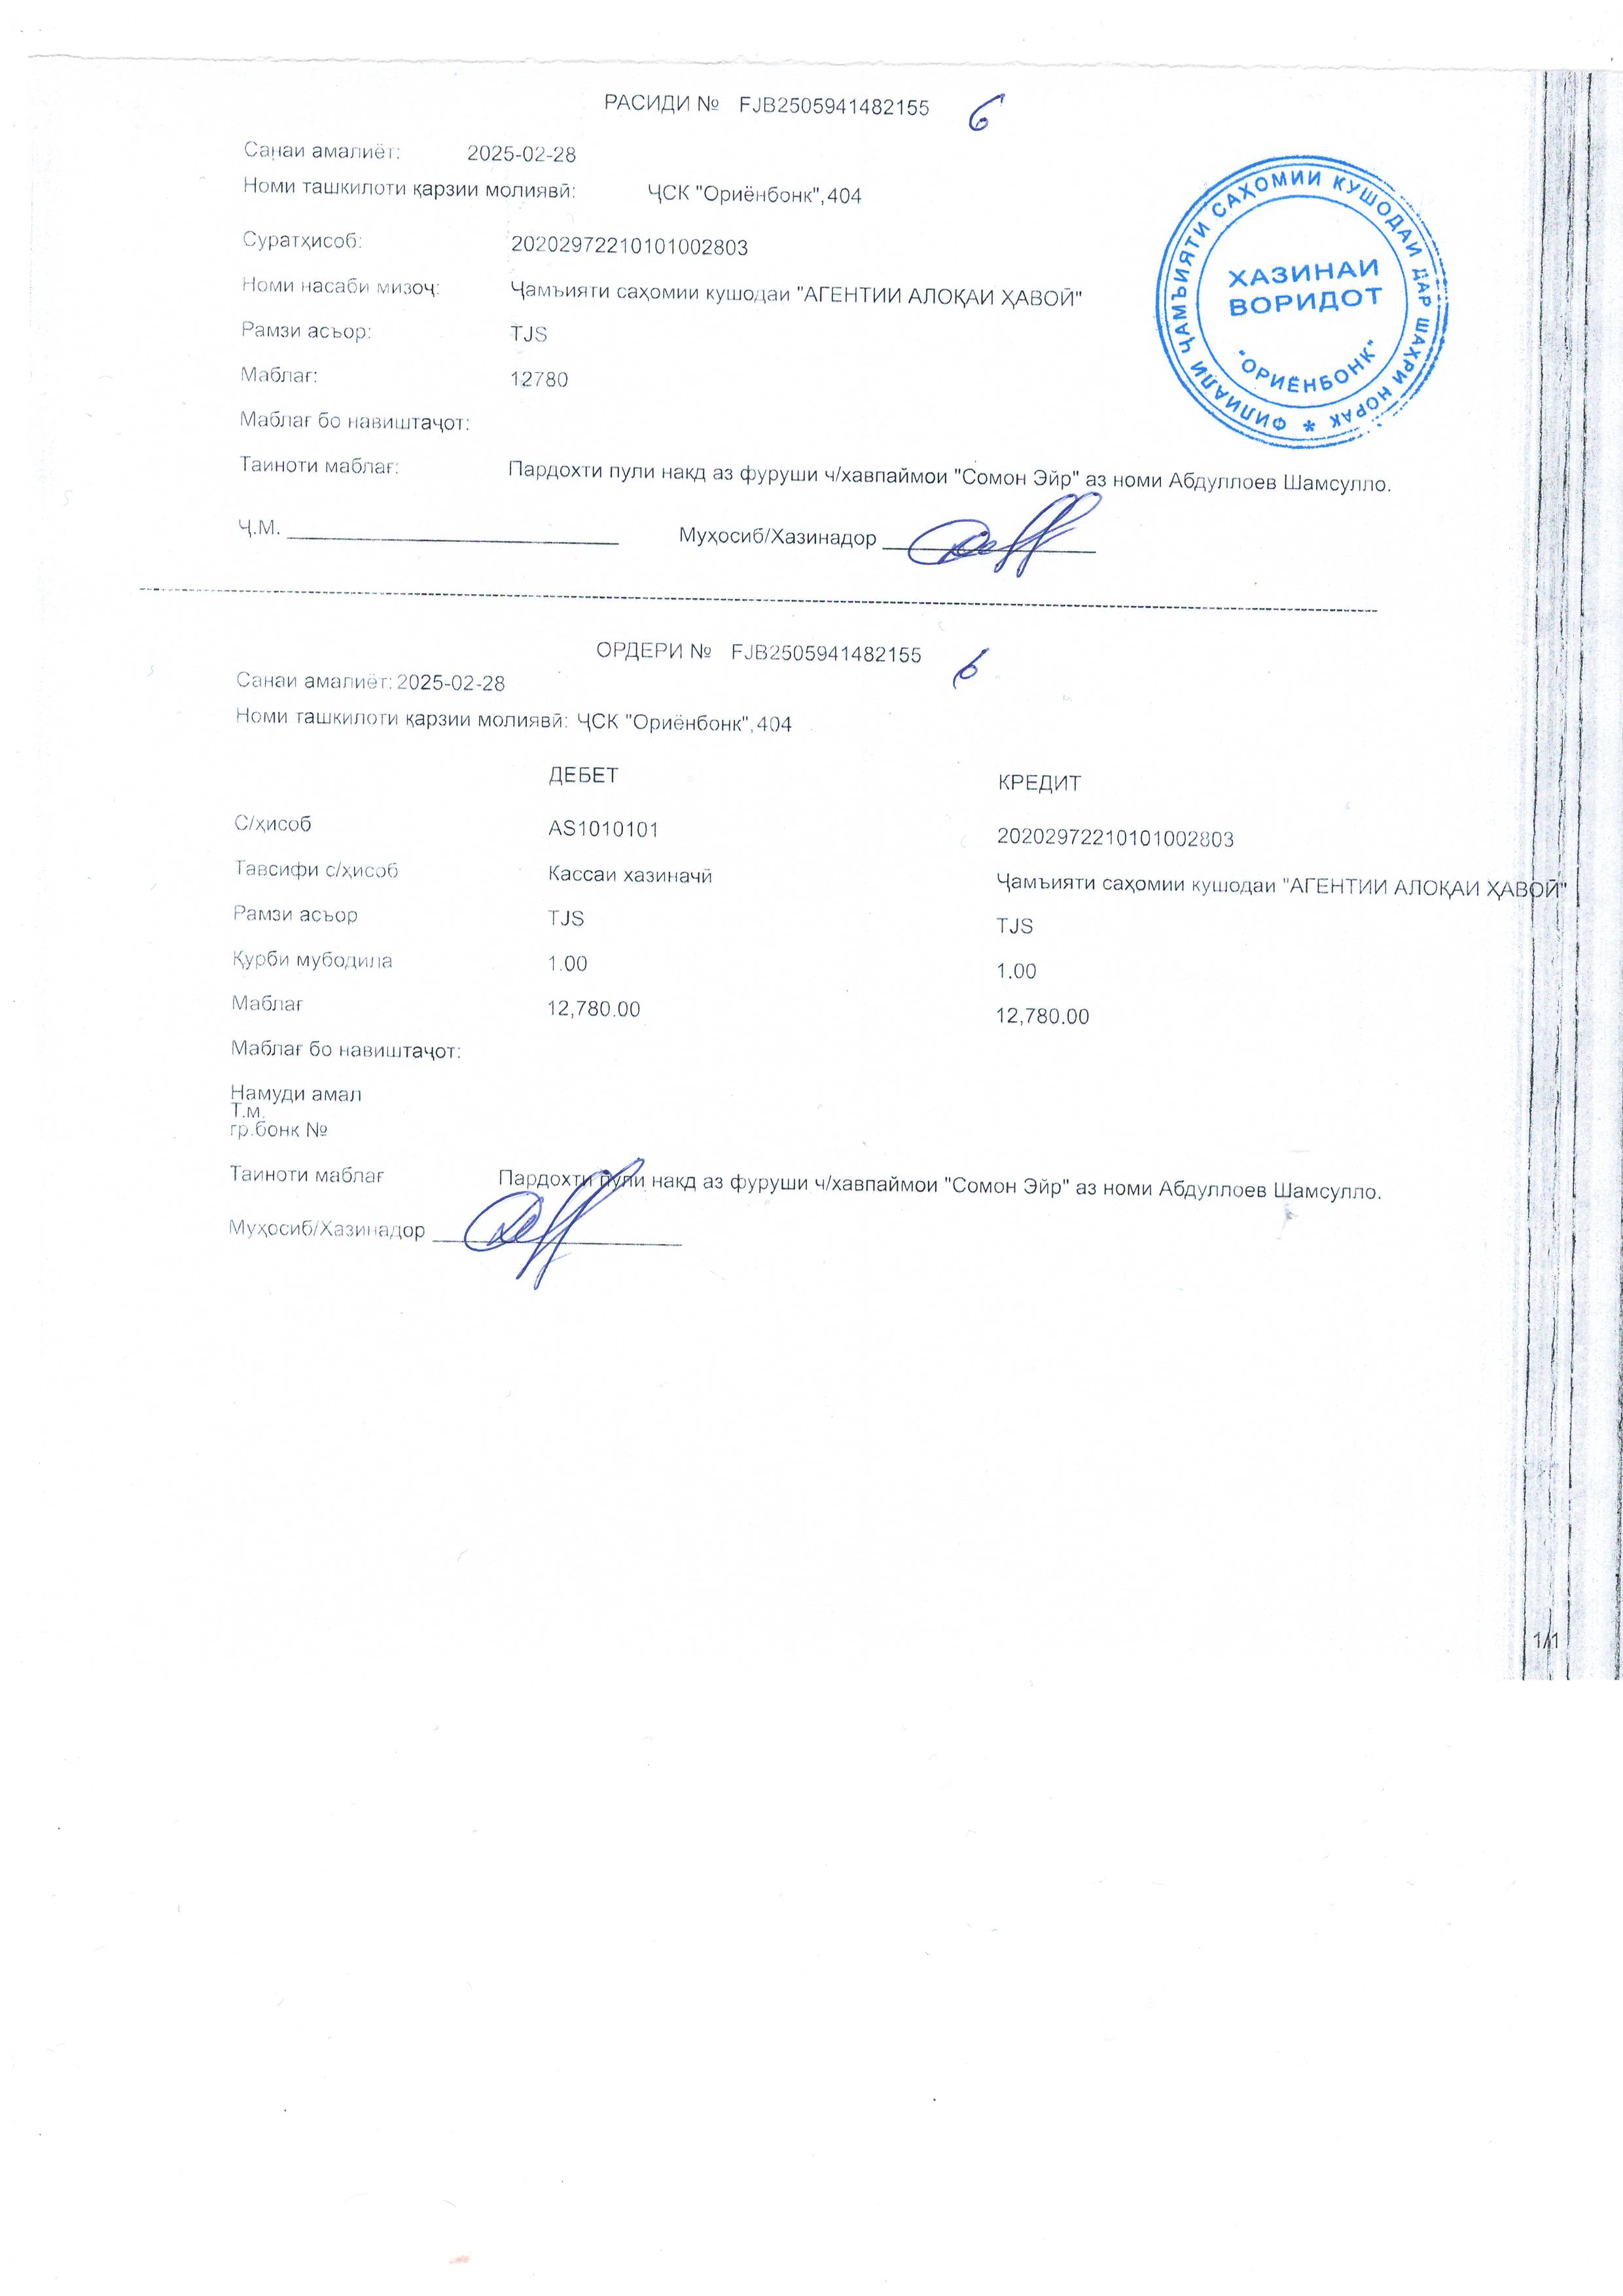 РАСИДИ № FJB2505941482155 6
Санаи амалиёт: 2025-02-28
Номи ташкилоти қарзии молиявӣ: ҶСК "Ориёнбонк",404
Суратҳисоб: 20202972210101002803
Номи насаби мизоҷ: Ҷамъияти саҳомии кушодаи "АГЕНТИИ АЛОҚАИ ҲАВОӢ"
Рамзи асъор: TJS
Маблағ: 12780
Маблағ бо навиштаҷот:
Таиноти маблағ: Пардохти пули накд аз фуруши ч/хавпаймои "Сомон Эйр" аз номи Абдуллоев Шамсулло.
Ҷ.М. Муҳосиб/Хазинадор
ФИЛИАЛИ ҶАМЪИЯТИ САҲОМИИ КУШОДАИ ДАР ШАҲРИ НОРАК *
ХАЗИНАИ
ВОРИДОТ
"ОРИЁНБОНК"
ОРДЕРИ № FJB2505941482155 6
Санаи амалиёт: 2025-02-28
Номи ташкилоти қарзии молиявӣ: ҶСК "Ориёнбонк",404
ДЕБЕТ КРЕДИТ
С/ҳисоб AS1010101 20202972210101002803
Тавсифи с/ҳисоб Кассаи хазиначӣ Ҷамъияти саҳомии кушодаи "АГЕНТИИ АЛОҚАИ ҲАВОӢ"
Рамзи асъор TJS TJS
Қурби мубодила 1.00 1.00
Маблағ 12,780.00 12,780.00
Маблағ бо навиштаҷот:
Намуди амал
Т.м.
гр.бонк №
Таиноти маблағ Пардохти пули накд аз фуруши ч/хавпаймои "Сомон Эйр" аз номи Абдуллоев Шамсулло.
Муҳосиб/Хазинадор
1/1